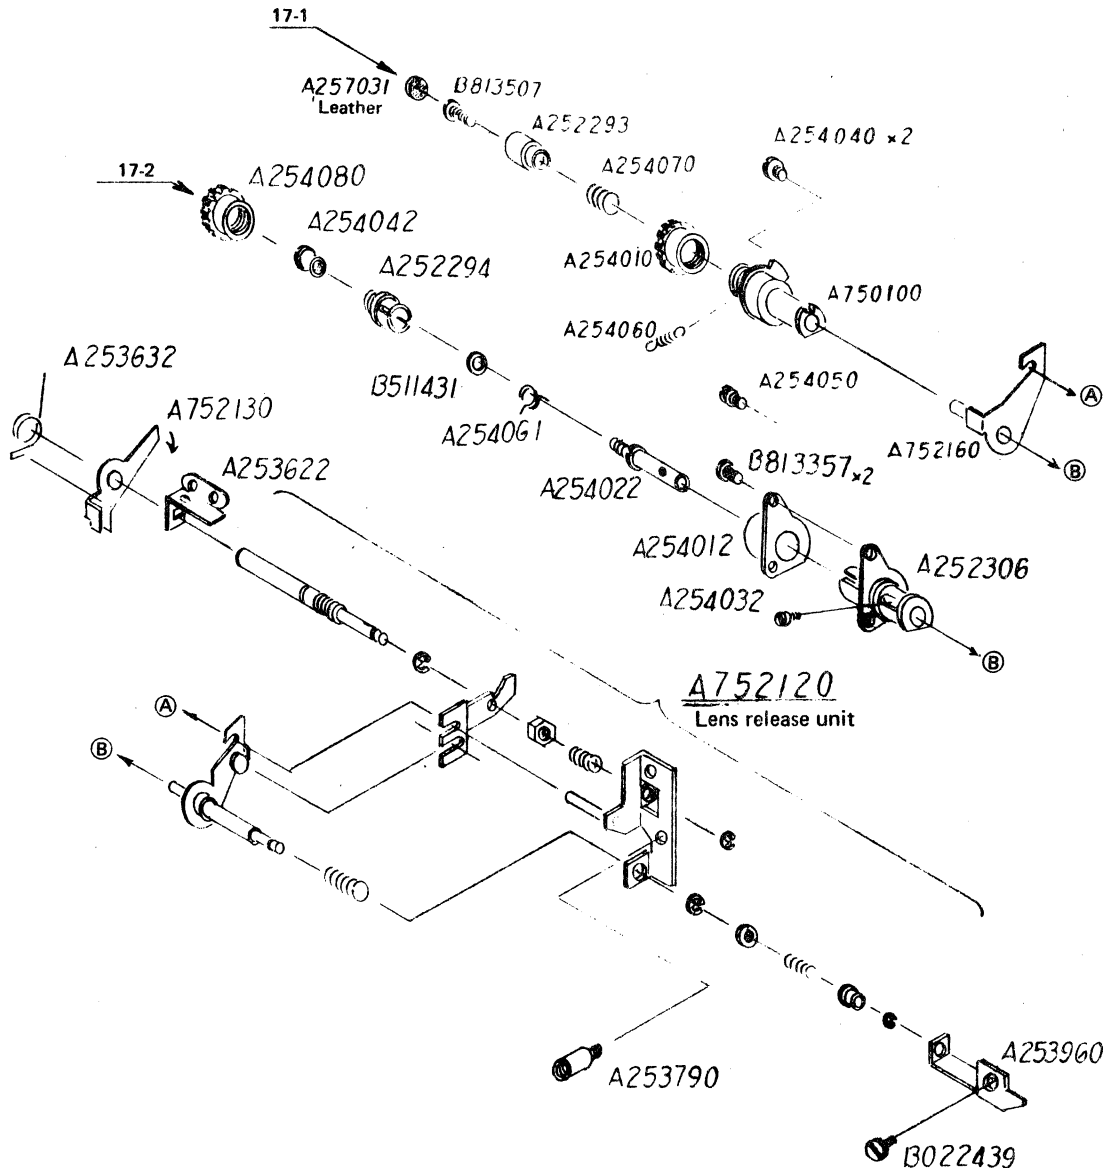 17-1
A257031
Leather
B813507
A252293
A254040 ×2
17-2
A254080
A254070
A254042
A254010
A252294
A750100
A254060
A253632
B511431
A254050
A
A752130
A254061
A752160
B
A253622
A254022
B813357 ×2
A254012
A252306
A254032
B
A752120
Lens release unit
A
B
A253790
A253960
B022439